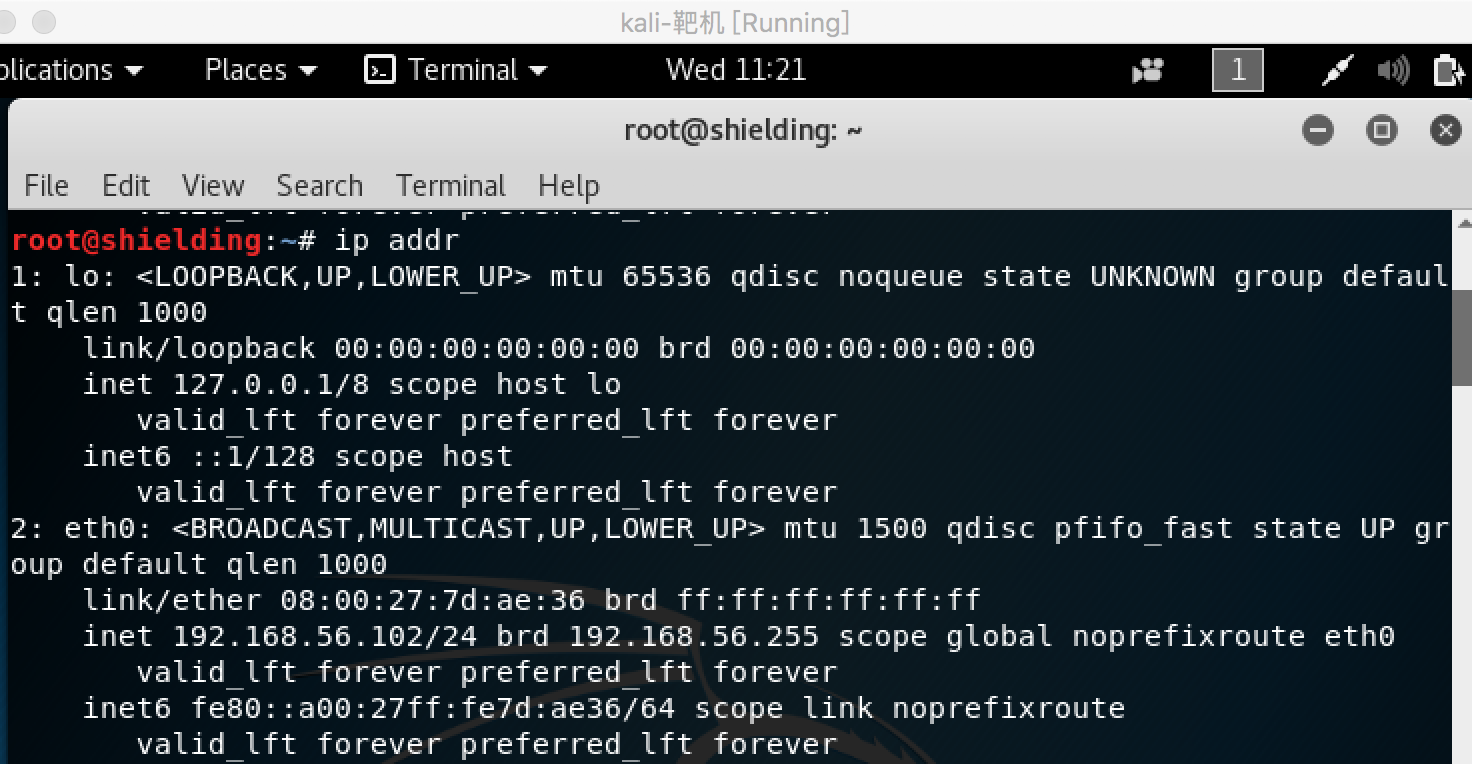 kali-靶机 [Running]
plications Places Terminal Wed 11:21 1
root@shielding: ~
File Edit View Search Terminal Help
valid_lft forever preferred_lft forever
root@shielding:~# ip addr
1: lo: <LOOPBACK,UP,LOWER_UP> mtu 65536 qdisc noqueue state UNKNOWN group defaul
t qlen 1000
link/loopback 00:00:00:00:00:00 brd 00:00:00:00:00:00
inet 127.0.0.1/8 scope host lo
valid_lft forever preferred_lft forever
inet6 ::1/128 scope host
valid_lft forever preferred_lft forever
2: eth0: <BROADCAST,MULTICAST,UP,LOWER_UP> mtu 1500 qdisc pfifo_fast state UP gr
oup default qlen 1000
link/ether 08:00:27:7d:ae:36 brd ff:ff:ff:ff:ff:ff
inet 192.168.56.102/24 brd 192.168.56.255 scope global noprefixroute eth0
valid_lft forever preferred_lft forever
inet6 fe80::a00:27ff:fe7d:ae36/64 scope link noprefixroute
valid_lft forever preferred_lft forever